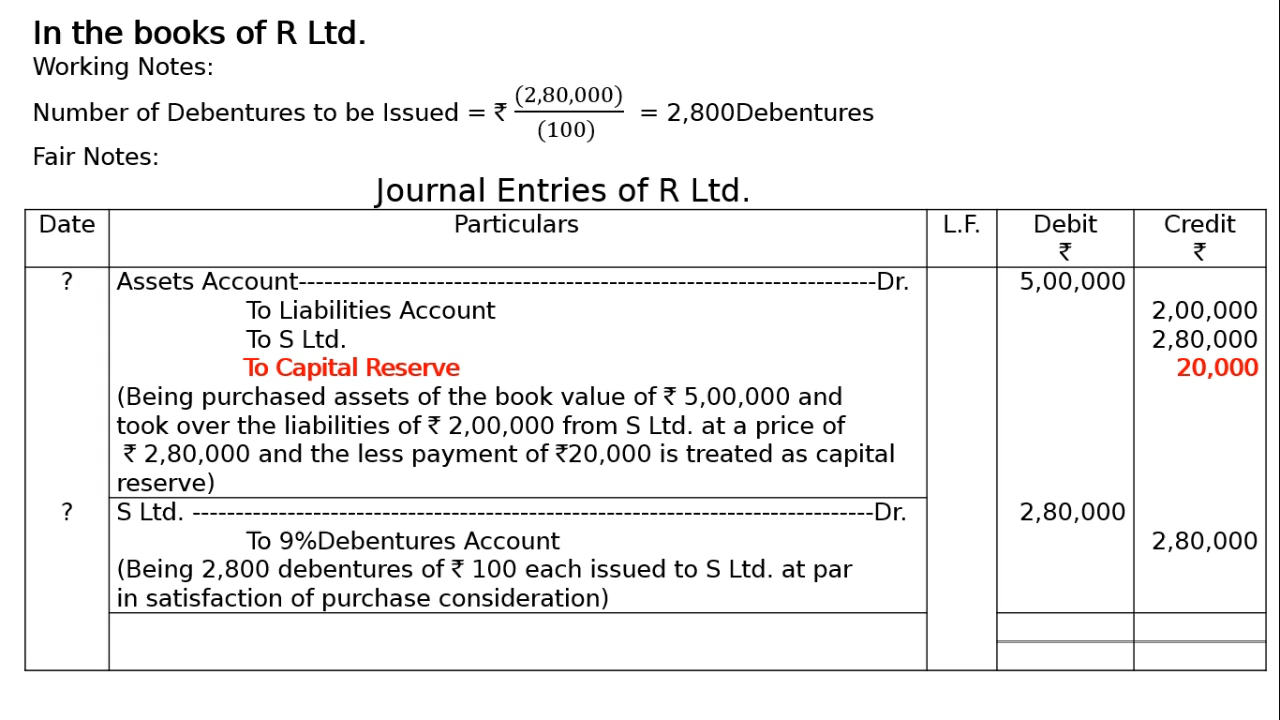 In the books of R Ltd.
Working Notes:
Number of Debentures to be Issued = ₹ (2,80,000)/(100) = 2,800Debentures
Fair Notes:
Journal Entries of R Ltd.
Date Particulars L.F. Debit ₹ Credit ₹
? Assets Account-------------------------------------------------------------------Dr. 5,00,000
To Liabilities Account 2,00,000
To S Ltd. 2,80,000
To Capital Reserve 20,000
(Being purchased assets of the book value of ₹ 5,00,000 and
took over the liabilities of ₹ 2,00,000 from S Ltd. at a price of
₹ 2,80,000 and the less payment of ₹20,000 is treated as capital
reserve)
? S Ltd. -------------------------------------------------------------------------------Dr. 2,80,000
To 9%Debentures Account 2,80,000
(Being 2,800 debentures of ₹ 100 each issued to S Ltd. at par
in satisfaction of purchase consideration)